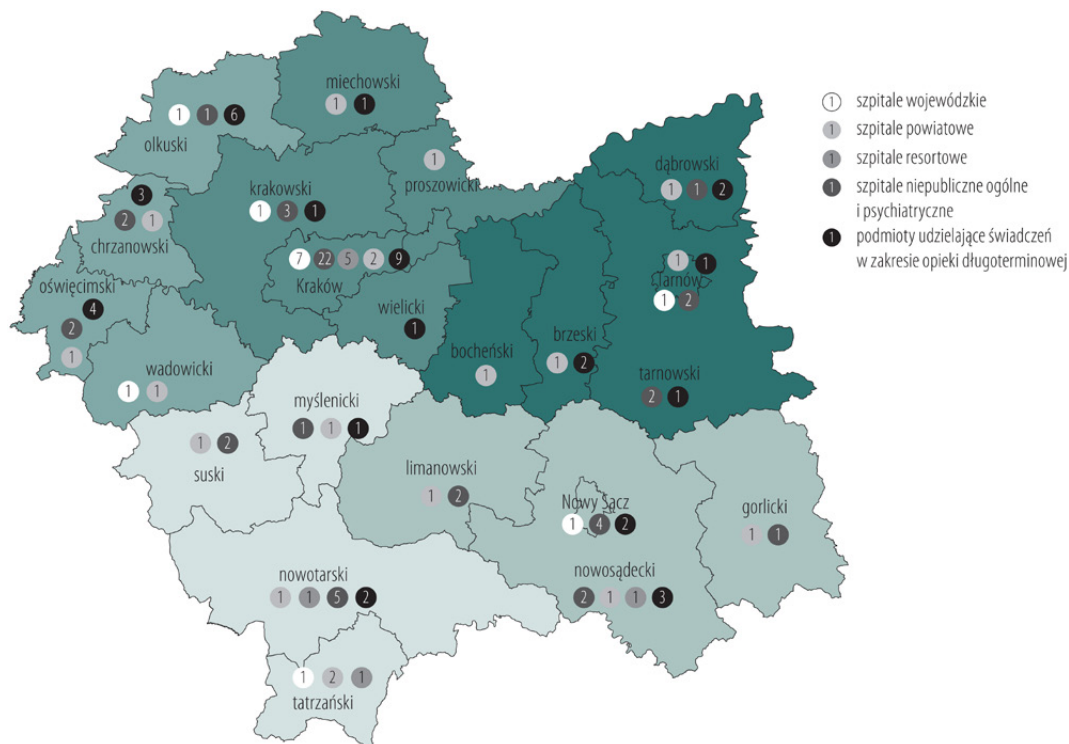 miechowski
1 1
1 1 6
olkuski
1 szpitale wojewódzkie
1 szpitale powiatowe
1 szpitale resortowe
1 szpitale niepubliczne ogólne
i psychiatryczne
1 podmioty udzielające świadczeń
w zakresie opieki długoterminowej
1
proszowicki
dąbrowski
1 1 2
krakowski
1 3 1
3
2 1
chrzanowski
7 22 5 2 9
Kraków
1 1
Tarnów
1 2
oświęcimski
4
2
1
wielicki
1
bocheński
1
brzeski
1 2
tarnowski
2 1
wadowicki
1 1
myślenicki
1 1 1
1 2
suski
limanowski
1 2
Nowy Sącz
1 4 2
gorlicki
1 1
nowotarski
1 1 5 2
nowosądecki
2 1 1 3
1 2 1
tatrzański